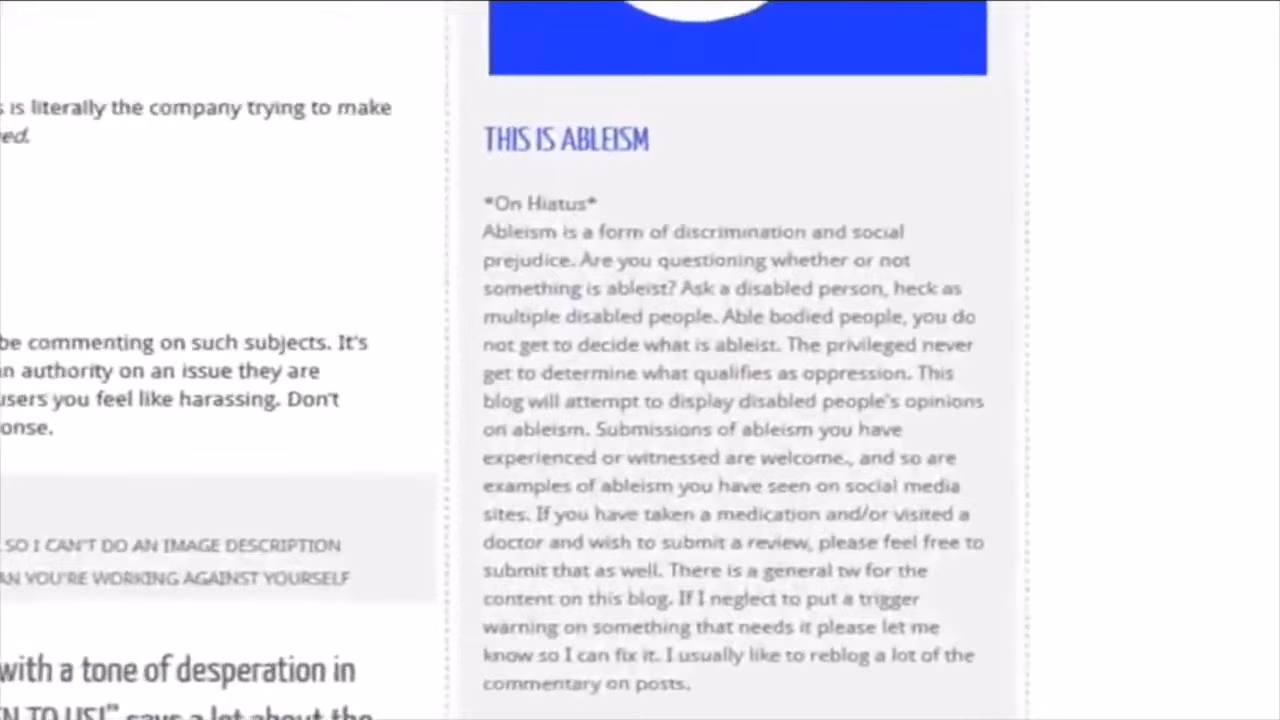 s is literally the company trying to make
ed.
be commenting on such subjects. It's
n authority on an issue they are
users you feel like harassing. Don't
onse.
SO I CAN'T DO AN IMAGE DESCRIPTION
AN YOU'RE WORKING AGAINST YOURSELF
with a tone of desperation in
EN TO US!" says a lot about the
THIS IS ABLEISM
*On Hiatus*
Ableism is a form of discrimination and social
prejudice. Are you questioning whether or not
something is ableist? Ask a disabled person, heck as
multiple disabled people. Able bodied people, you do
not get to decide what is ableist. The privileged never
get to determine what qualifies as oppression. This
blog will attempt to display disabled people's opinions
on ableism. Submissions of ableism you have
experienced or witnessed are welcome., and so are
examples of ableism you have seen on social media
sites. If you have taken a medication and/or visited a
doctor and wish to submit a review, please feel free to
submit that as well. There is a general tw for the
content on this blog. If I neglect to put a trigger
warning on something that needs it please let me
know so I can fix it. I usually like to reblog a lot of the
commentary on posts.